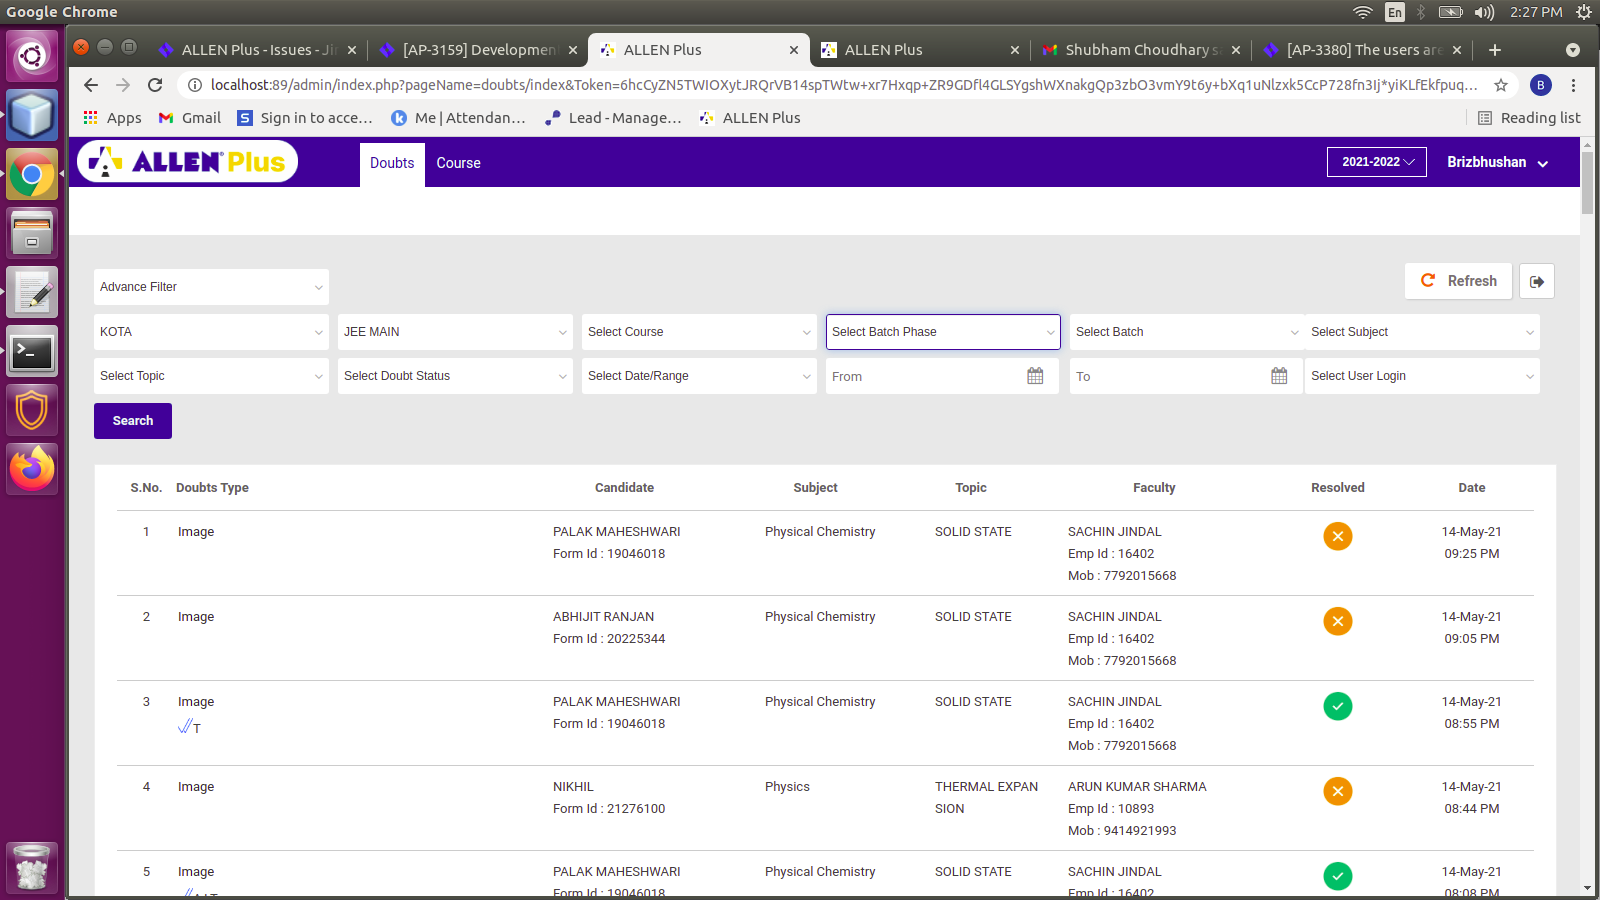 Google Chrome
En
2:27 PM
ALLEN Plus - Issues - Jir
[AP-3159] Developmen
ALLEN Plus
ALLEN Plus
Shubham Choudhary s
[AP-3380] The users are
localhost:89/admin/index.php?pageName=doubts/index&Token=6hcCyZN5TWIOXytJRQrVB14spTWtw+xr7Hxqp+ZR9GDfl4GLSYgshWXnakgQp3zbO3vmY9t6y+bXq1uNlzxk5CcP728fn3Ij*yiKLfEkfpuq...
B
Apps
Gmail
Sign in to acce...
Me | Attendan...
Lead - Manage...
ALLEN Plus
Reading list
ALLEN Plus
Doubts
Course
2021-2022
Brizbhushan
Advance Filter
Refresh
KOTA
JEE MAIN
Select Course
Select Batch Phase
Select Batch
Select Subject
Select Topic
Select Doubt Status
Select Date/Range
From
To
Select User Login
Search
S.No. Doubts Type Candidate Subject Topic Faculty Resolved Date
1 Image PALAK MAHESHWARI Physical Chemistry SOLID STATE SACHIN JINDAL 14-May-21
Form Id : 19046018 Emp Id : 16402 09:25 PM
Mob : 7792015668
2 Image ABHIJIT RANJAN Physical Chemistry SOLID STATE SACHIN JINDAL 14-May-21
Form Id : 20225344 Emp Id : 16402 09:05 PM
Mob : 7792015668
3 Image PALAK MAHESHWARI Physical Chemistry SOLID STATE SACHIN JINDAL 14-May-21
T Form Id : 19046018 Emp Id : 16402 08:55 PM
Mob : 7792015668
4 Image NIKHIL Physics THERMAL EXPAN ARUN KUMAR SHARMA 14-May-21
Form Id : 21276100 SION Emp Id : 10893 08:44 PM
Mob : 9414921993
5 Image PALAK MAHESHWARI Physical Chemistry SOLID STATE SACHIN JINDAL 14-May-21
Form Id : 19046018 Emp Id : 16402 08:08 PM